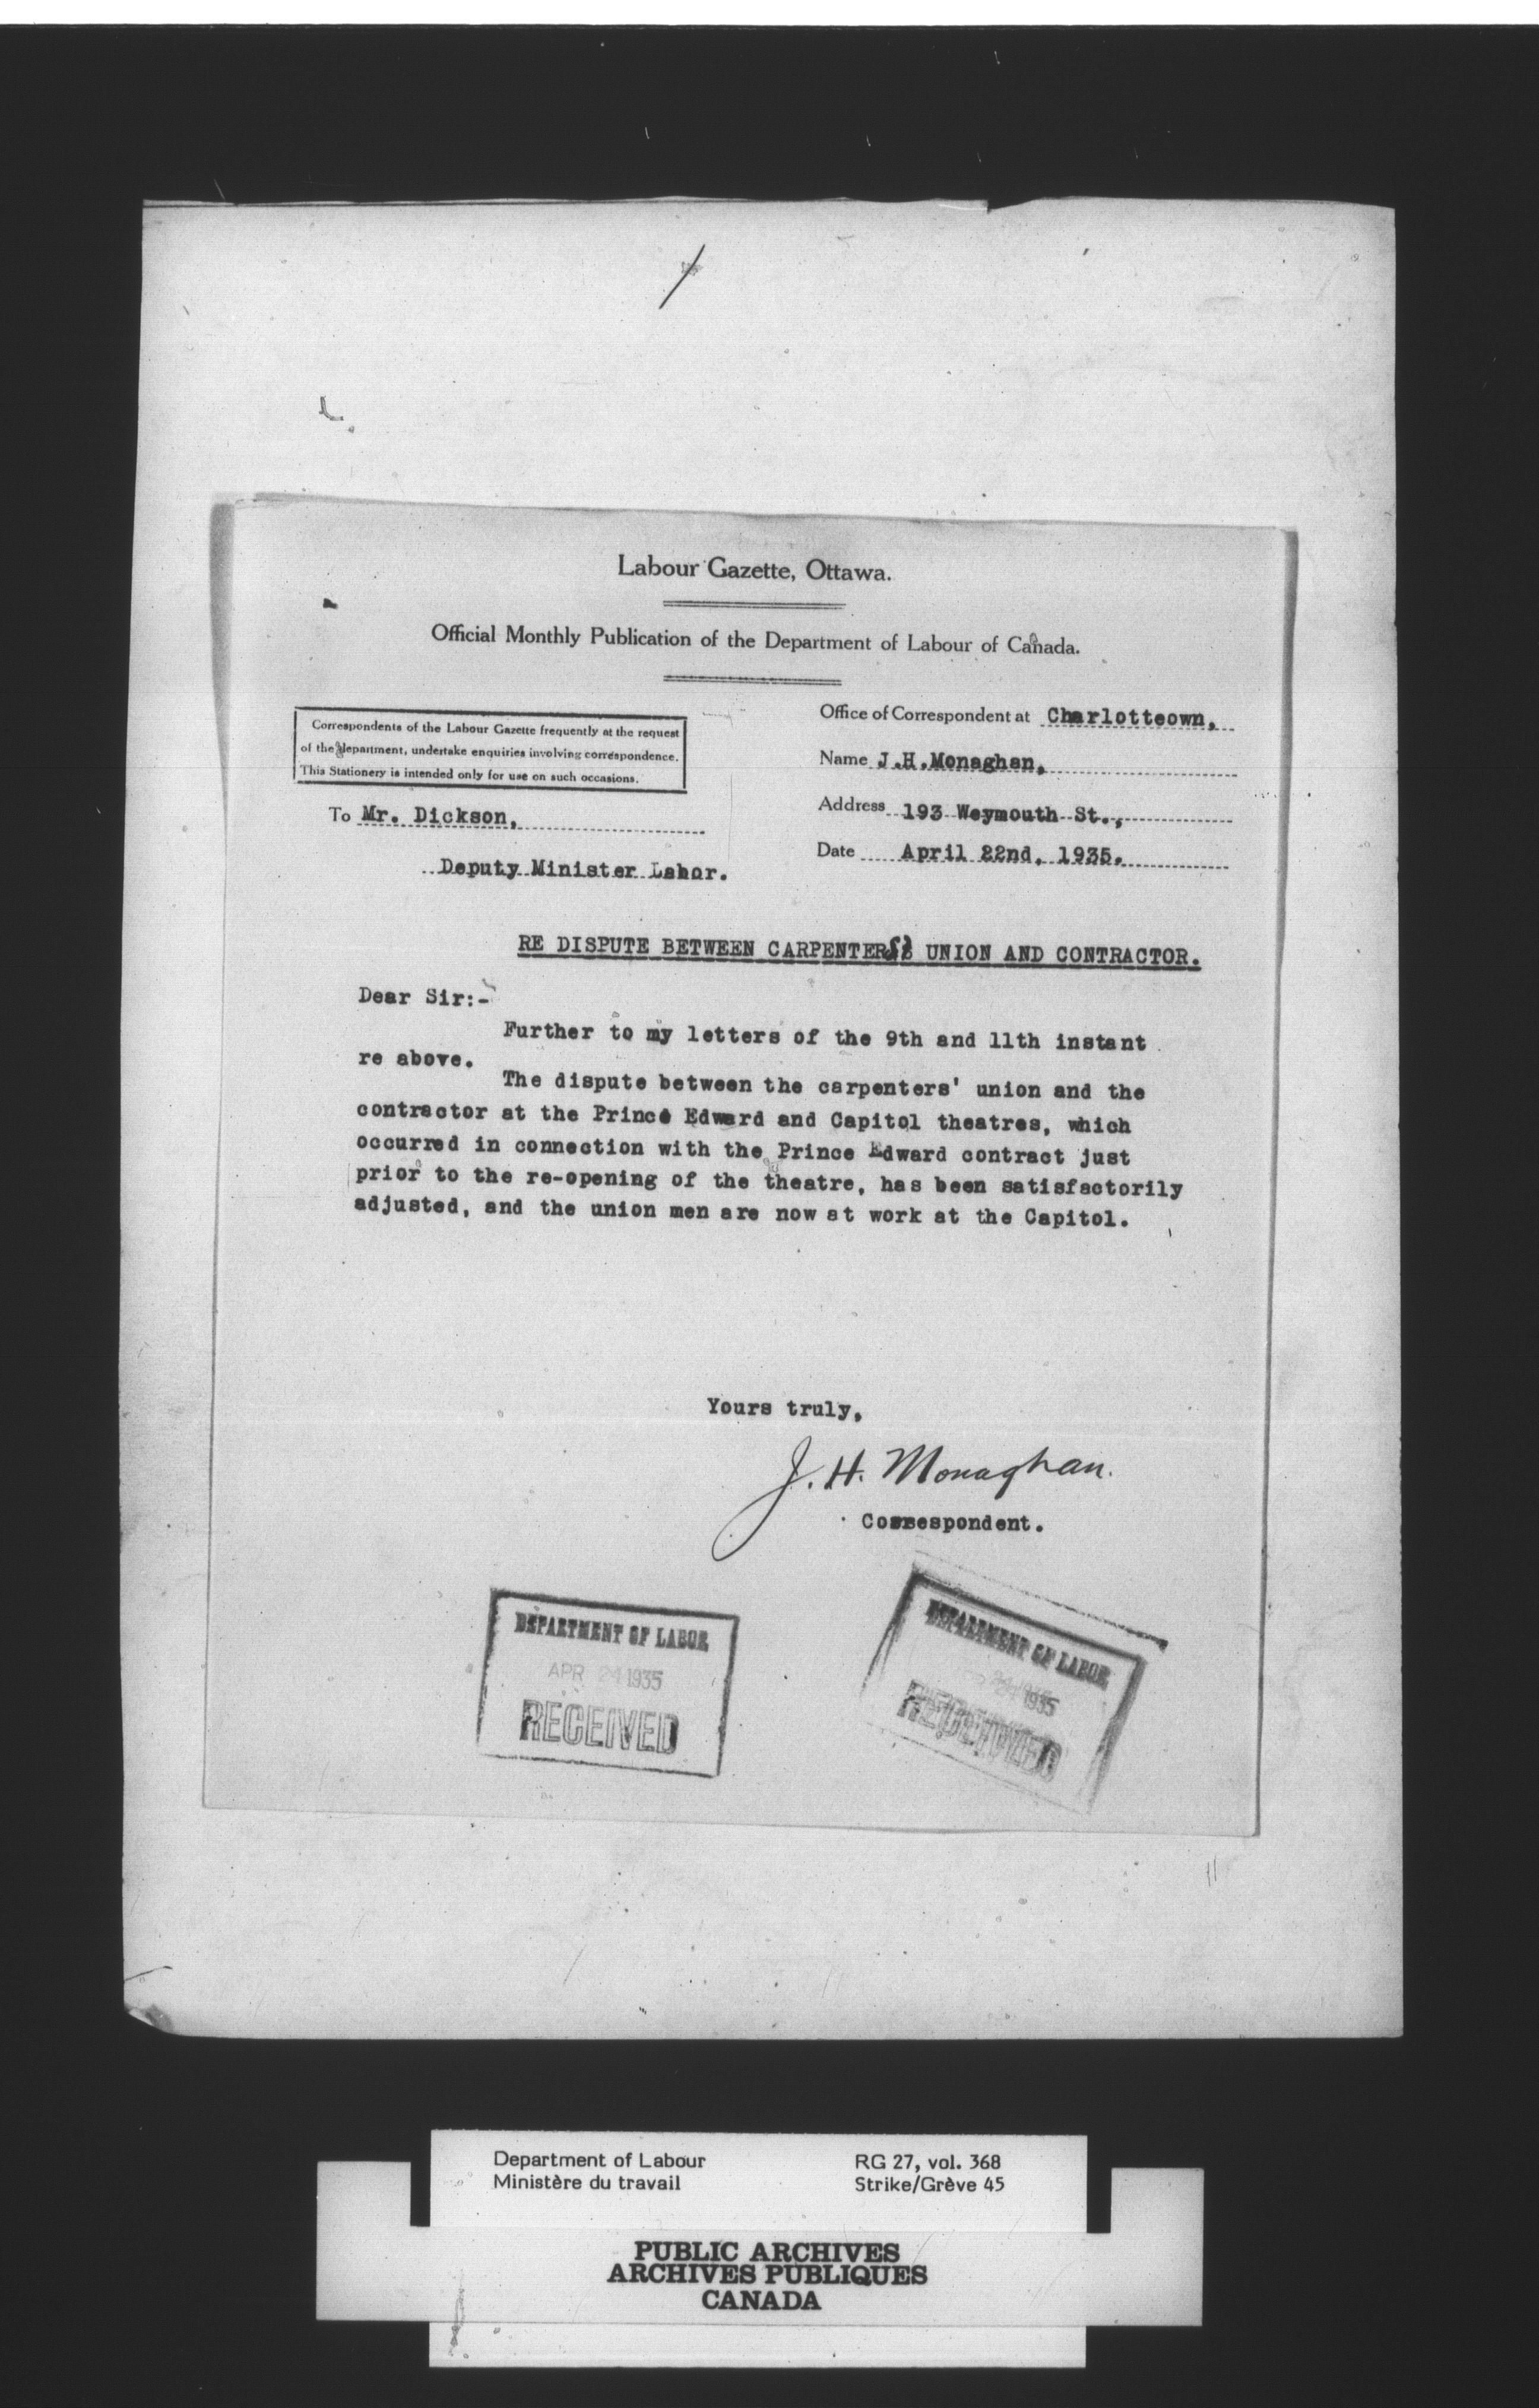 Labour Gazette, Ottawa.
Official Monthly Publication of the Department of Labour of Canada.
Correspondents of the Labour Gazette frequently at the request
of the department, undertake enquiries involving correspondence.
This Stationery is intended only for use on such occasions.
Office of Correspondent at Charlotteown,
Name J.H.Monaghan,
Address 193 Weymouth St.,
Date April 22nd, 1935.
To Mr. Dickson,
Deputy Minister Labor.
RE DISPUTE BETWEEN CARPENTERS' UNION AND CONTRACTOR.
Dear Sir:-
Further to my letters of the 9th and 11th instant
re above.
The dispute between the carpenters' union and the
contractor at the Prince Edward and Capitol theatres, which
occurred in connection with the Prince Edward contract just
prior to the re-opening of the theatre, has been satisfactorily
adjusted, and the union men are now at work at the Capitol.
Yours truly,
J. H. Monaghan.
Correspondent.
DEPARTMENT OF LABOR
APR 24 1935
RECEIVED
DEPARTMENT OF LABOR
1935
RECEIVED
Department of Labour
Ministère du travail
RG 27, vol. 368
Strike/Grève 45
PUBLIC ARCHIVES
ARCHIVES PUBLIQUES
CANADA